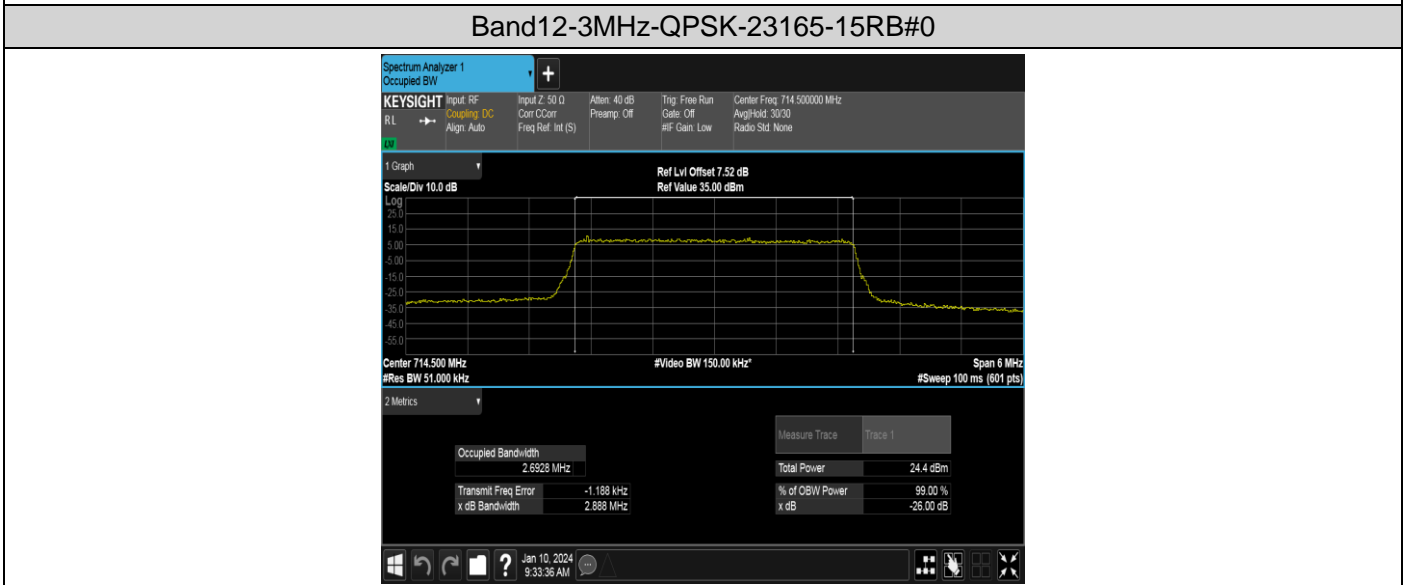 Band12-3MHz-QPSK-23165-15RB#0
Spectrum Analyzer 1
Occupied BW
KEYSIGHT
RL
LXI
Input: RF
Coupling: DC
Align: Auto
Input Z: 50 Ω
Corr CCorr
Freq Ref: Int (S)
Atten: 40 dB
Preamp: Off
Trig: Free Run
Gate: Off
#IF Gain: Low
Center Freq: 714.500000 MHz
Avg|Hold: 30/30
Radio Std: None
1 Graph
Scale/Div 10.0 dB
Ref Lvl Offset 7.52 dB
Ref Value 35.00 dBm
Log
25.0
15.0
5.00
-5.00
-15.0
-25.0
-35.0
-45.0
-55.0
Center 714.500 MHz
#Video BW 150.00 kHz*
Span 6 MHz
#Res BW 51.000 kHz
#Sweep 100 ms (601 pts)
2 Metrics
Measure Trace Trace 1
Occupied Bandwidth
2.6928 MHz
Total Power 24.4 dBm
Transmit Freq Error -1.188 kHz
% of OBW Power 99.00 %
x dB Bandwidth 2.888 MHz
x dB -26.00 dB
?
Jan 10, 2024
9:33:36 AM